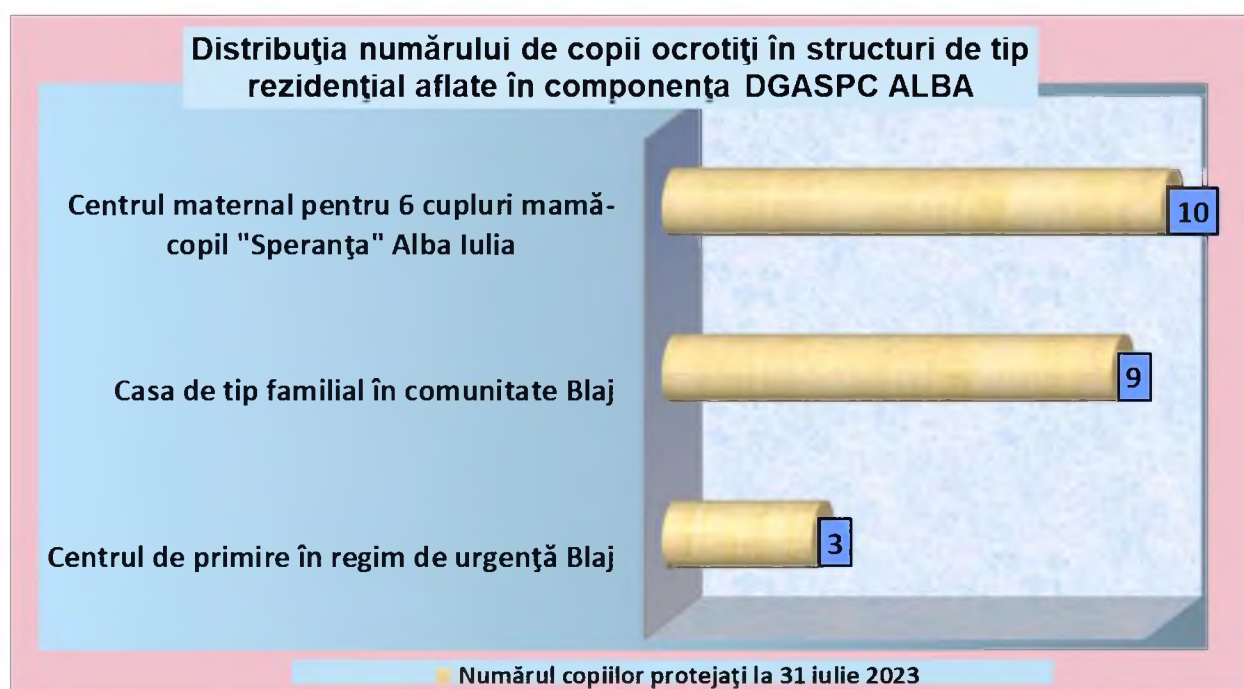 Distribuţia numărului de copii ocrotiţi în structuri de tip
rezidenţial aflate în componenţa DGASPC ALBA
Centrul maternal pentru 6 cupluri mamă-
copil "Speranţa" Alba Iulia
10
Casa de tip familial în comunitate Blaj
9
Centrul de primire în regim de urgenţă Blaj
3
Numărul copiilor protejaţi la 31 iulie 2023